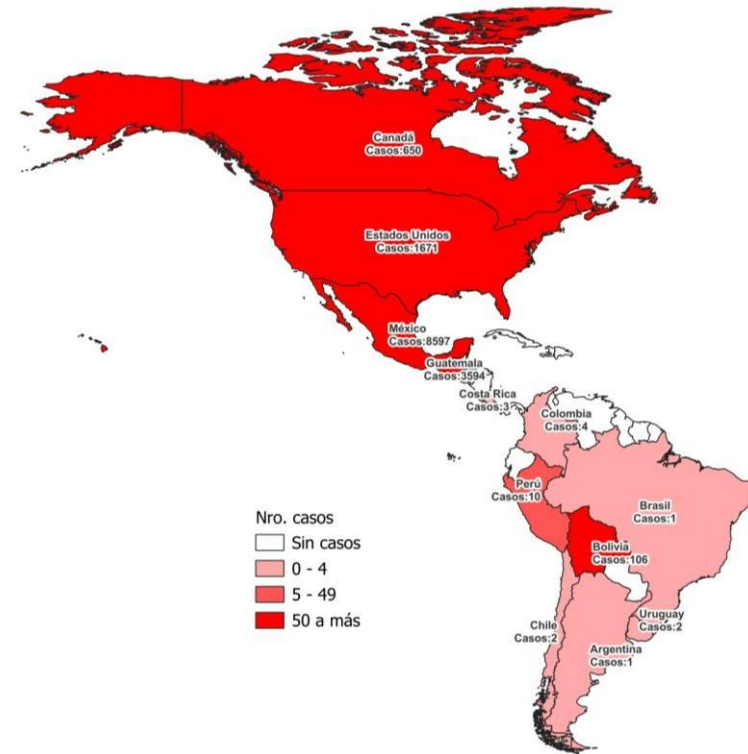 Canadá
Casos:650
Estados Unidos
Casos:1671
México
Casos:8597
Guatemala
Casos:3594
Costa Rica
Casos:3
Colombia
Casos:4
Perú
Casos:10
Brasil
Casos:1
Bolivia
Casos:106
Uruguay
Casos:2
Chile
Casos:2
Argentina
Casos:1
Nro. casos
Sin casos
0 - 4
5 - 49
50 a más